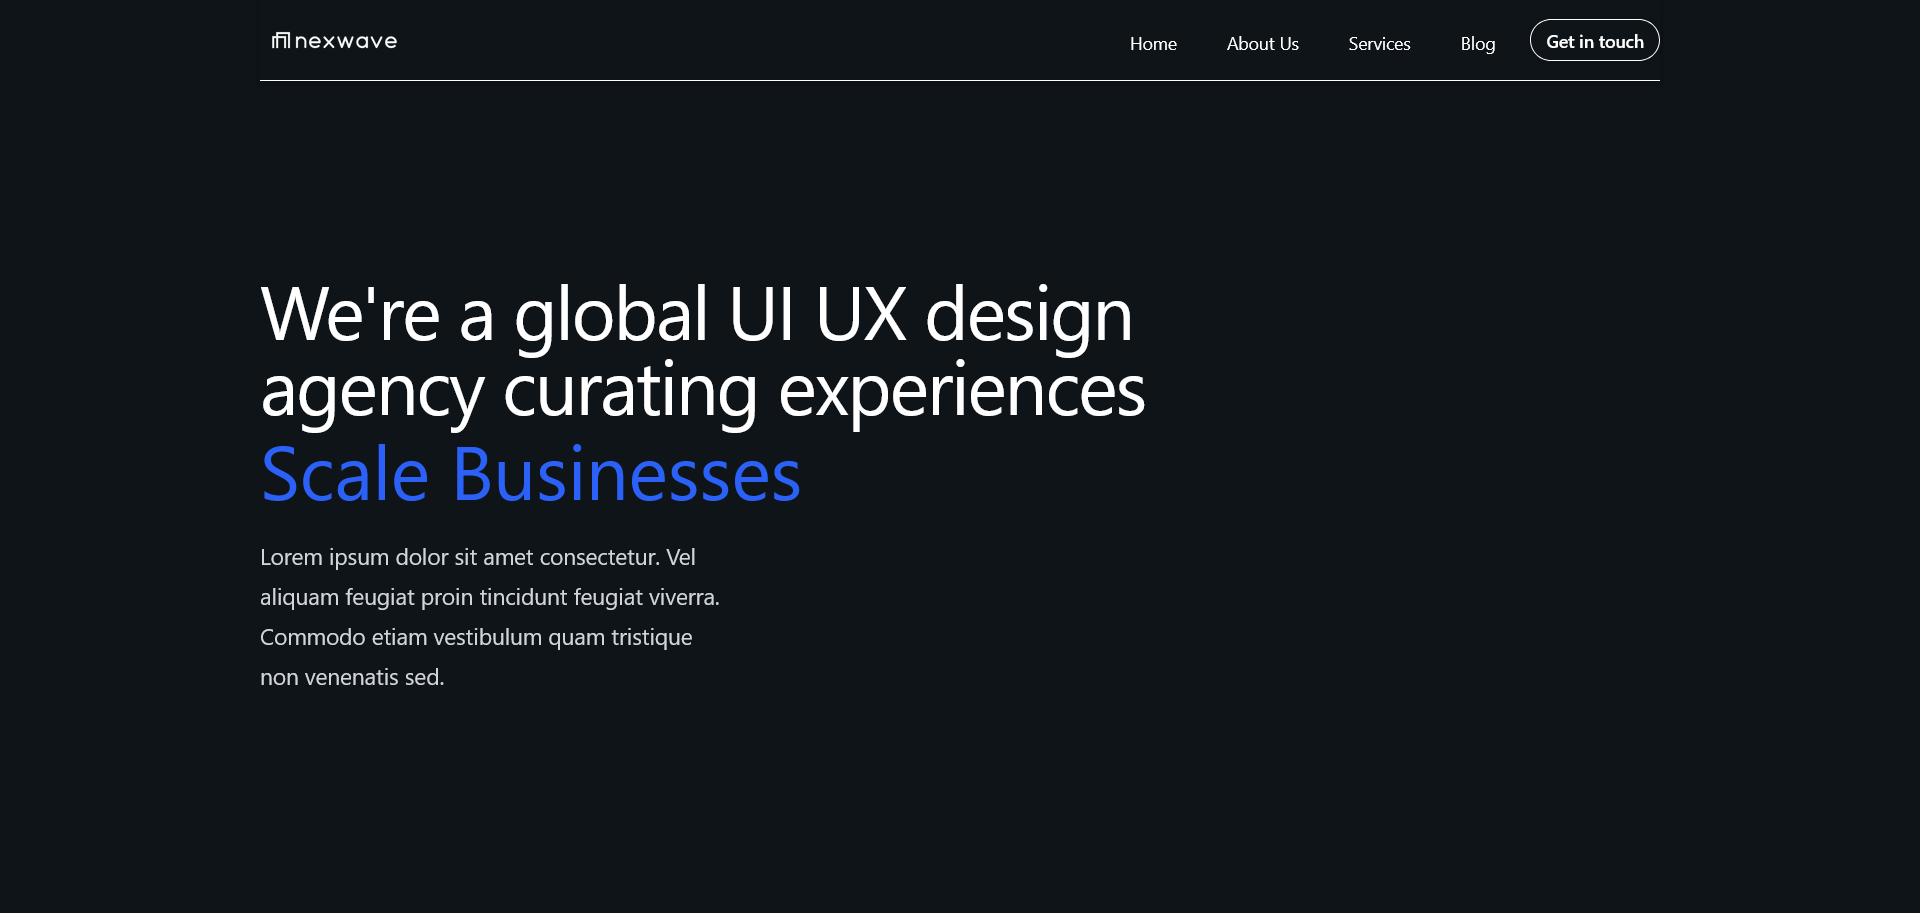 nexwave
Home About Us Services Blog Get in touch
We're a global UI UX design
agency curating experiences
Scale Businesses
Lorem ipsum dolor sit amet consectetur. Vel
aliquam feugiat proin tincidunt feugiat viverra.
Commodo etiam vestibulum quam tristique
non venenatis sed.